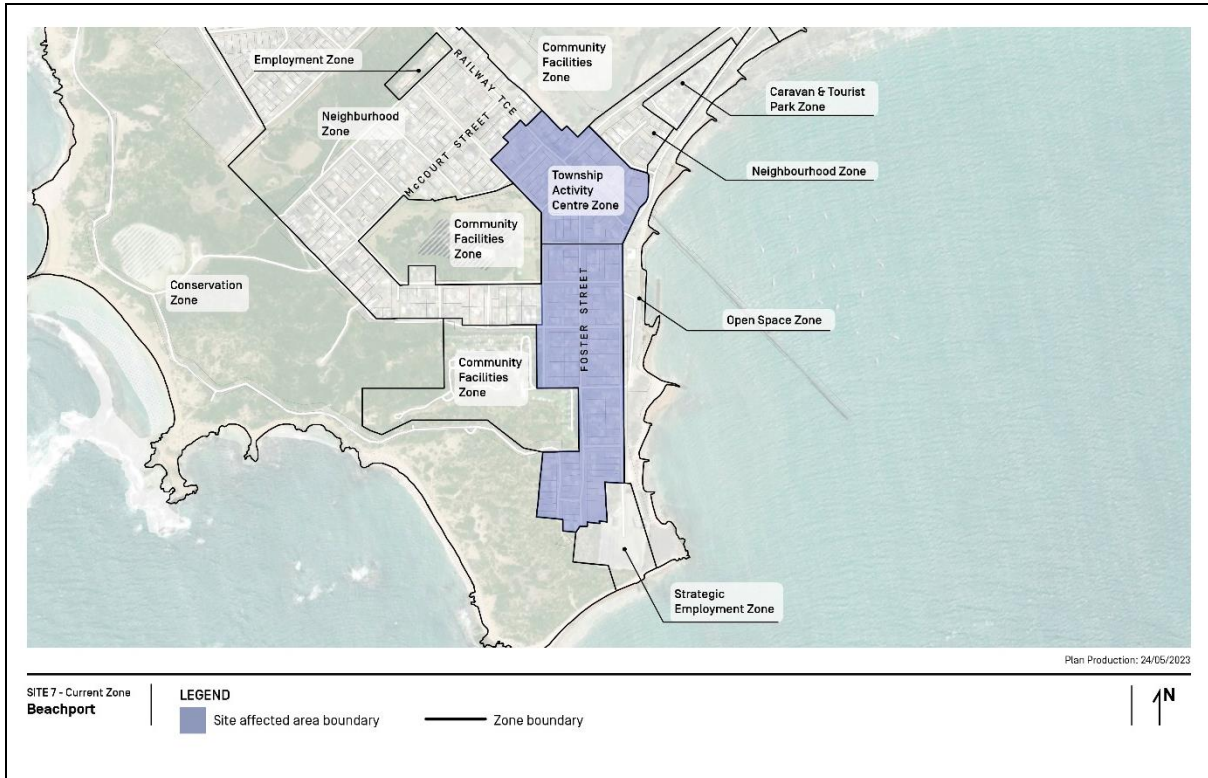 Employment Zone
Community
Facilities
Zone
RAILWAY TCE
Caravan & Tourist
Park Zone
Neighburhood
Zone
McCOURT STREET
Neighbourhood Zone
Township
Activity
Centre Zone
Community
Facilities
Zone
Conservation
Zone
FOSTER STREET
Open Space Zone
Community
Facilities
Zone
Strategic
Employment Zone
Plan Production: 24/05/2023
SITE 7 - Current Zone
Beachport
LEGEND
Site affected area boundary
Zone boundary
N